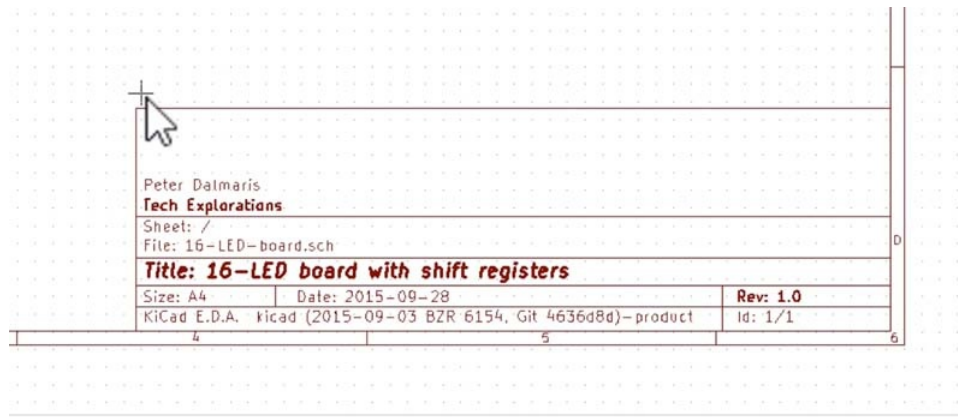 Peter Dalmaris
Tech Explorations
Sheet: /
File: 16-LED-board.sch
D
Title: 16-LED board with shift registers
Size: A4 Date: 2015-09-28 Rev: 1.0
KiCad E.D.A. kicad (2015-09-03 BZR 6154, Git 4636d8d)-product Id: 1/1
4 5 6